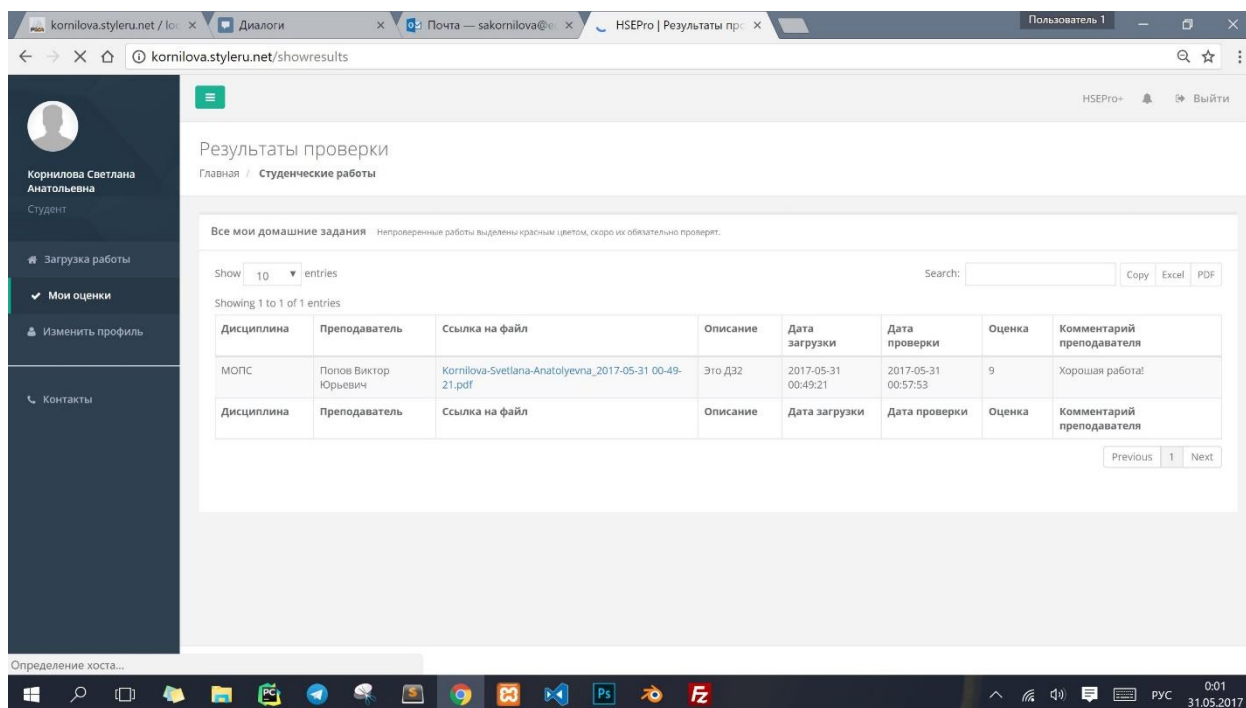 kornilova.styleru.net / loc
Диалоги
Почта — sakornilova@e
HSEPro | Результаты про
Пользователь 1
kornilova.styleru.net/showresults
HSEPro+
Выйти
Корнилова Светлана
Анатольевна
Студент
Загрузка работы
Мои оценки
Изменить профиль
Контакты
Результаты проверки
Главная / Студенческие работы
Все мои домашние задания Непроверенные работы выделены красным цветом, скоро их обязательно проверят.
Show 10 entries
Search:
Copy Excel PDF
Showing 1 to 1 of 1 entries
Дисциплина Преподаватель Ссылка на файл Описание Дата загрузки Дата проверки Оценка Комментарий преподавателя
МОПС Попов Виктор Юрьевич Kornilova-Svetlana-Anatolyevna_2017-05-31 00-49-21.pdf Это ДЗ2 2017-05-31 00:49:21 2017-05-31 00:57:53 9 Хорошая работа!
Дисциплина Преподаватель Ссылка на файл Описание Дата загрузки Дата проверки Оценка Комментарий преподавателя
Previous 1 Next
Определение хоста...
PC
S
Ps
Fz
РУС
0:01
31.05.2017